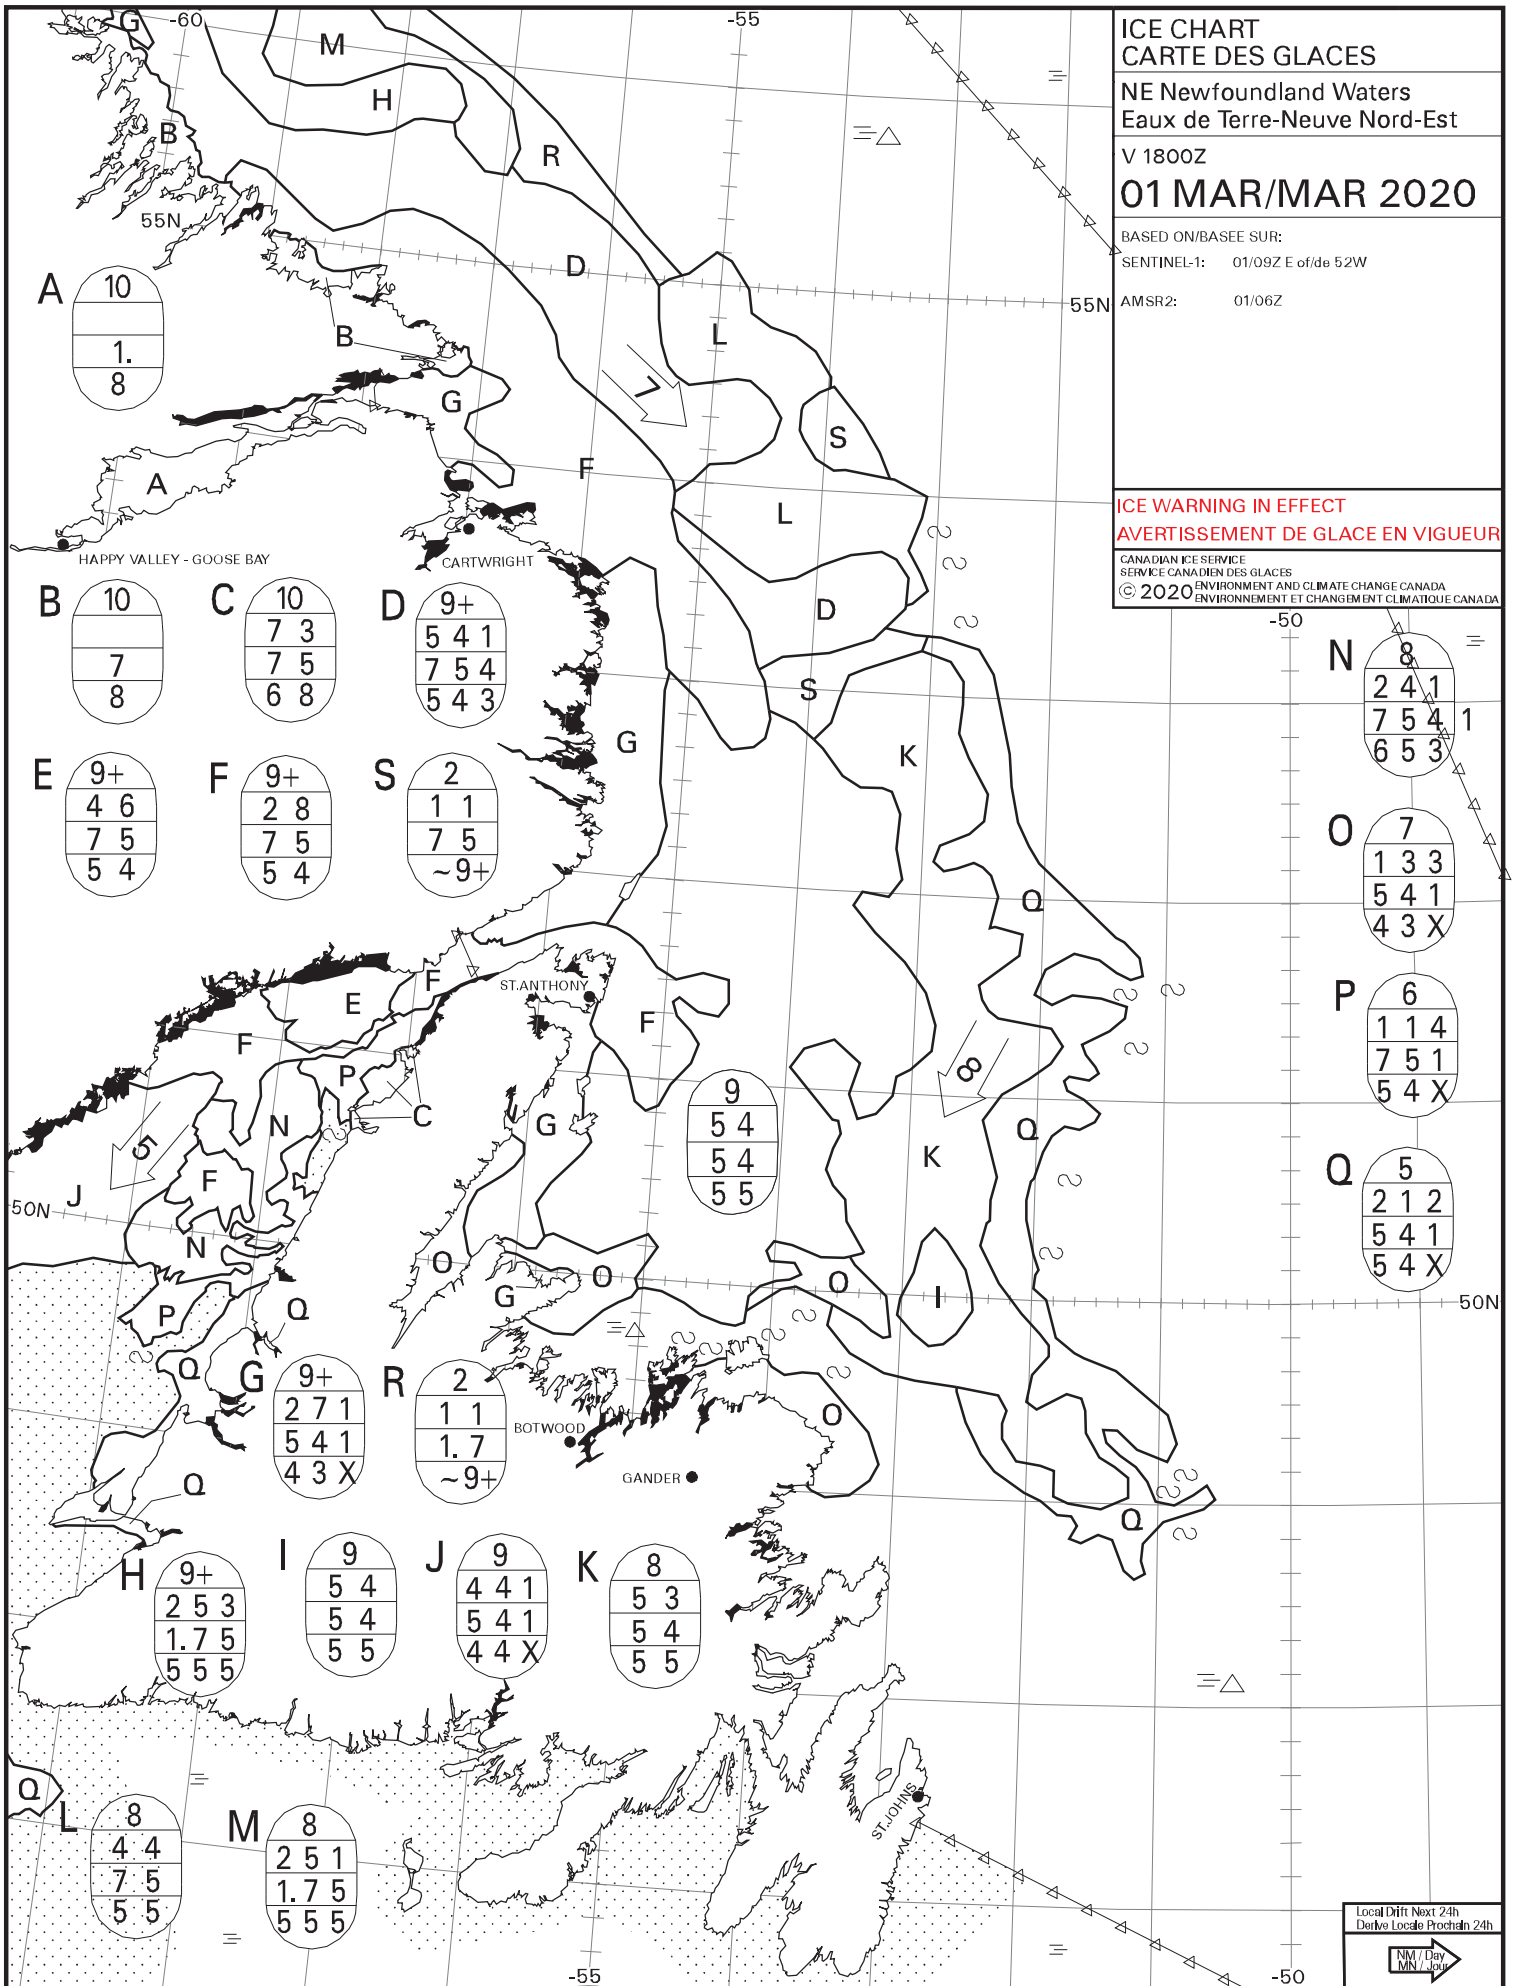 ICE CHART
CARTE DES GLACES
NE Newfoundland Waters
Eaux de Terre-Neuve Nord-Est
V 1800Z
01 MAR/MAR 2020
BASED ON/BASEE SUR:
SENTINEL-1: 01/09Z E of/de 52W
AMSR2: 01/06Z
ICE WARNING IN EFFECT
AVERTISSEMENT DE GLACE EN VIGUEUR
CANADIAN ICE SERVICE
SERVICE CANADIEN DES GLACES
© 2020 ENVIRONMENT AND CLIMATE CHANGE CANADA
ENVIRONNEMENT ET CHANGEMENT CLIMATIQUE CANADA
-60
-55
G
M
H
B
R
55N
D
55N
B
L
7
G
S
F
A
L
HAPPY VALLEY - GOOSE BAY
CARTWRIGHT
D
-50
S
G
K
Q
ST.ANTHONY
F
E
F
F
P
8
C
N
G
Q
5
K
F
J
50N
N
O
O
O
I
G
P
Q
50N
Q
O
BOTWOOD
GANDER
Q
Q
Q
ST.JOHNS
-55
-50
A
10
1.
8
B
10
7
8
C
10
7 3
7 5
6 8
D
9+
5 4 1
7 5 4
5 4 3
E
9+
4 6
7 5
5 4
F
9+
2 8
7 5
5 4
S
2
1 1
7 5
~9+
9
5 4
5 4
5 5
N
8
2 4 1
7 5 4 1
6 5 3
O
7
1 3 3
5 4 1
4 3 X
P
6
1 1 4
7 5 1
5 4 X
Q
5
2 1 2
5 4 1
5 4 X
G
9+
2 7 1
5 4 1
4 3 X
R
2
1 1
1. 7
~9+
H
9+
2 5 3
1. 7 5
5 5 5
I
9
5 4
5 4
5 5
J
9
4 4 1
5 4 1
4 4 X
K
8
5 3
5 4
5 5
L
8
4 4
7 5
5 5
M
8
2 5 1
1. 7 5
5 5 5
Local Drift Next 24h
Derive Locale Prochain 24h
NM / Day
MN / Jour